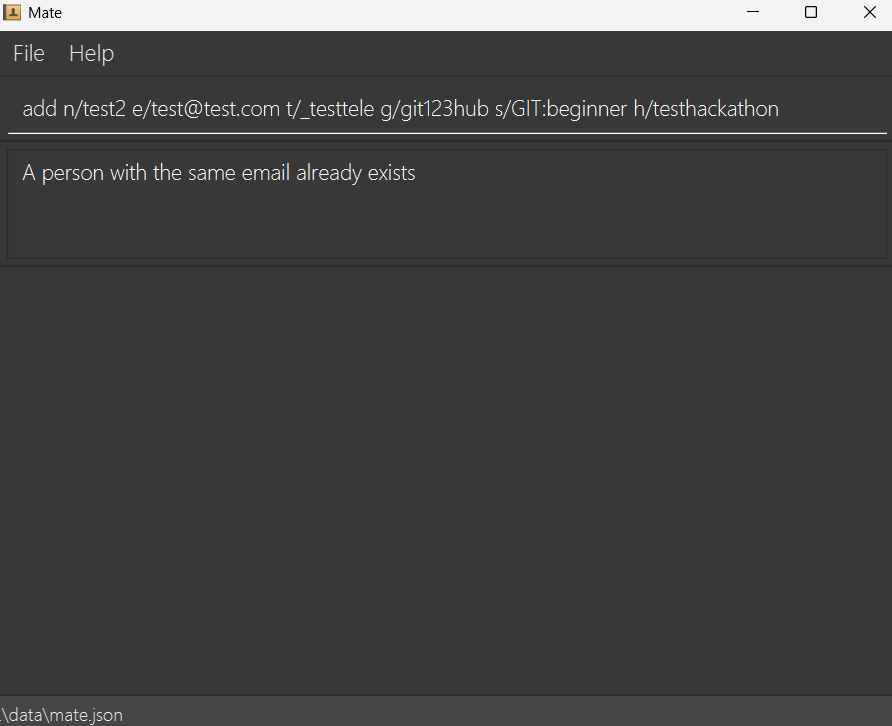 Mate
File Help
add n/test2 e/test@test.com t/_testtele g/git123hub s/GIT:beginner h/testhackathon
A person with the same email already exists
.\data\mate.json